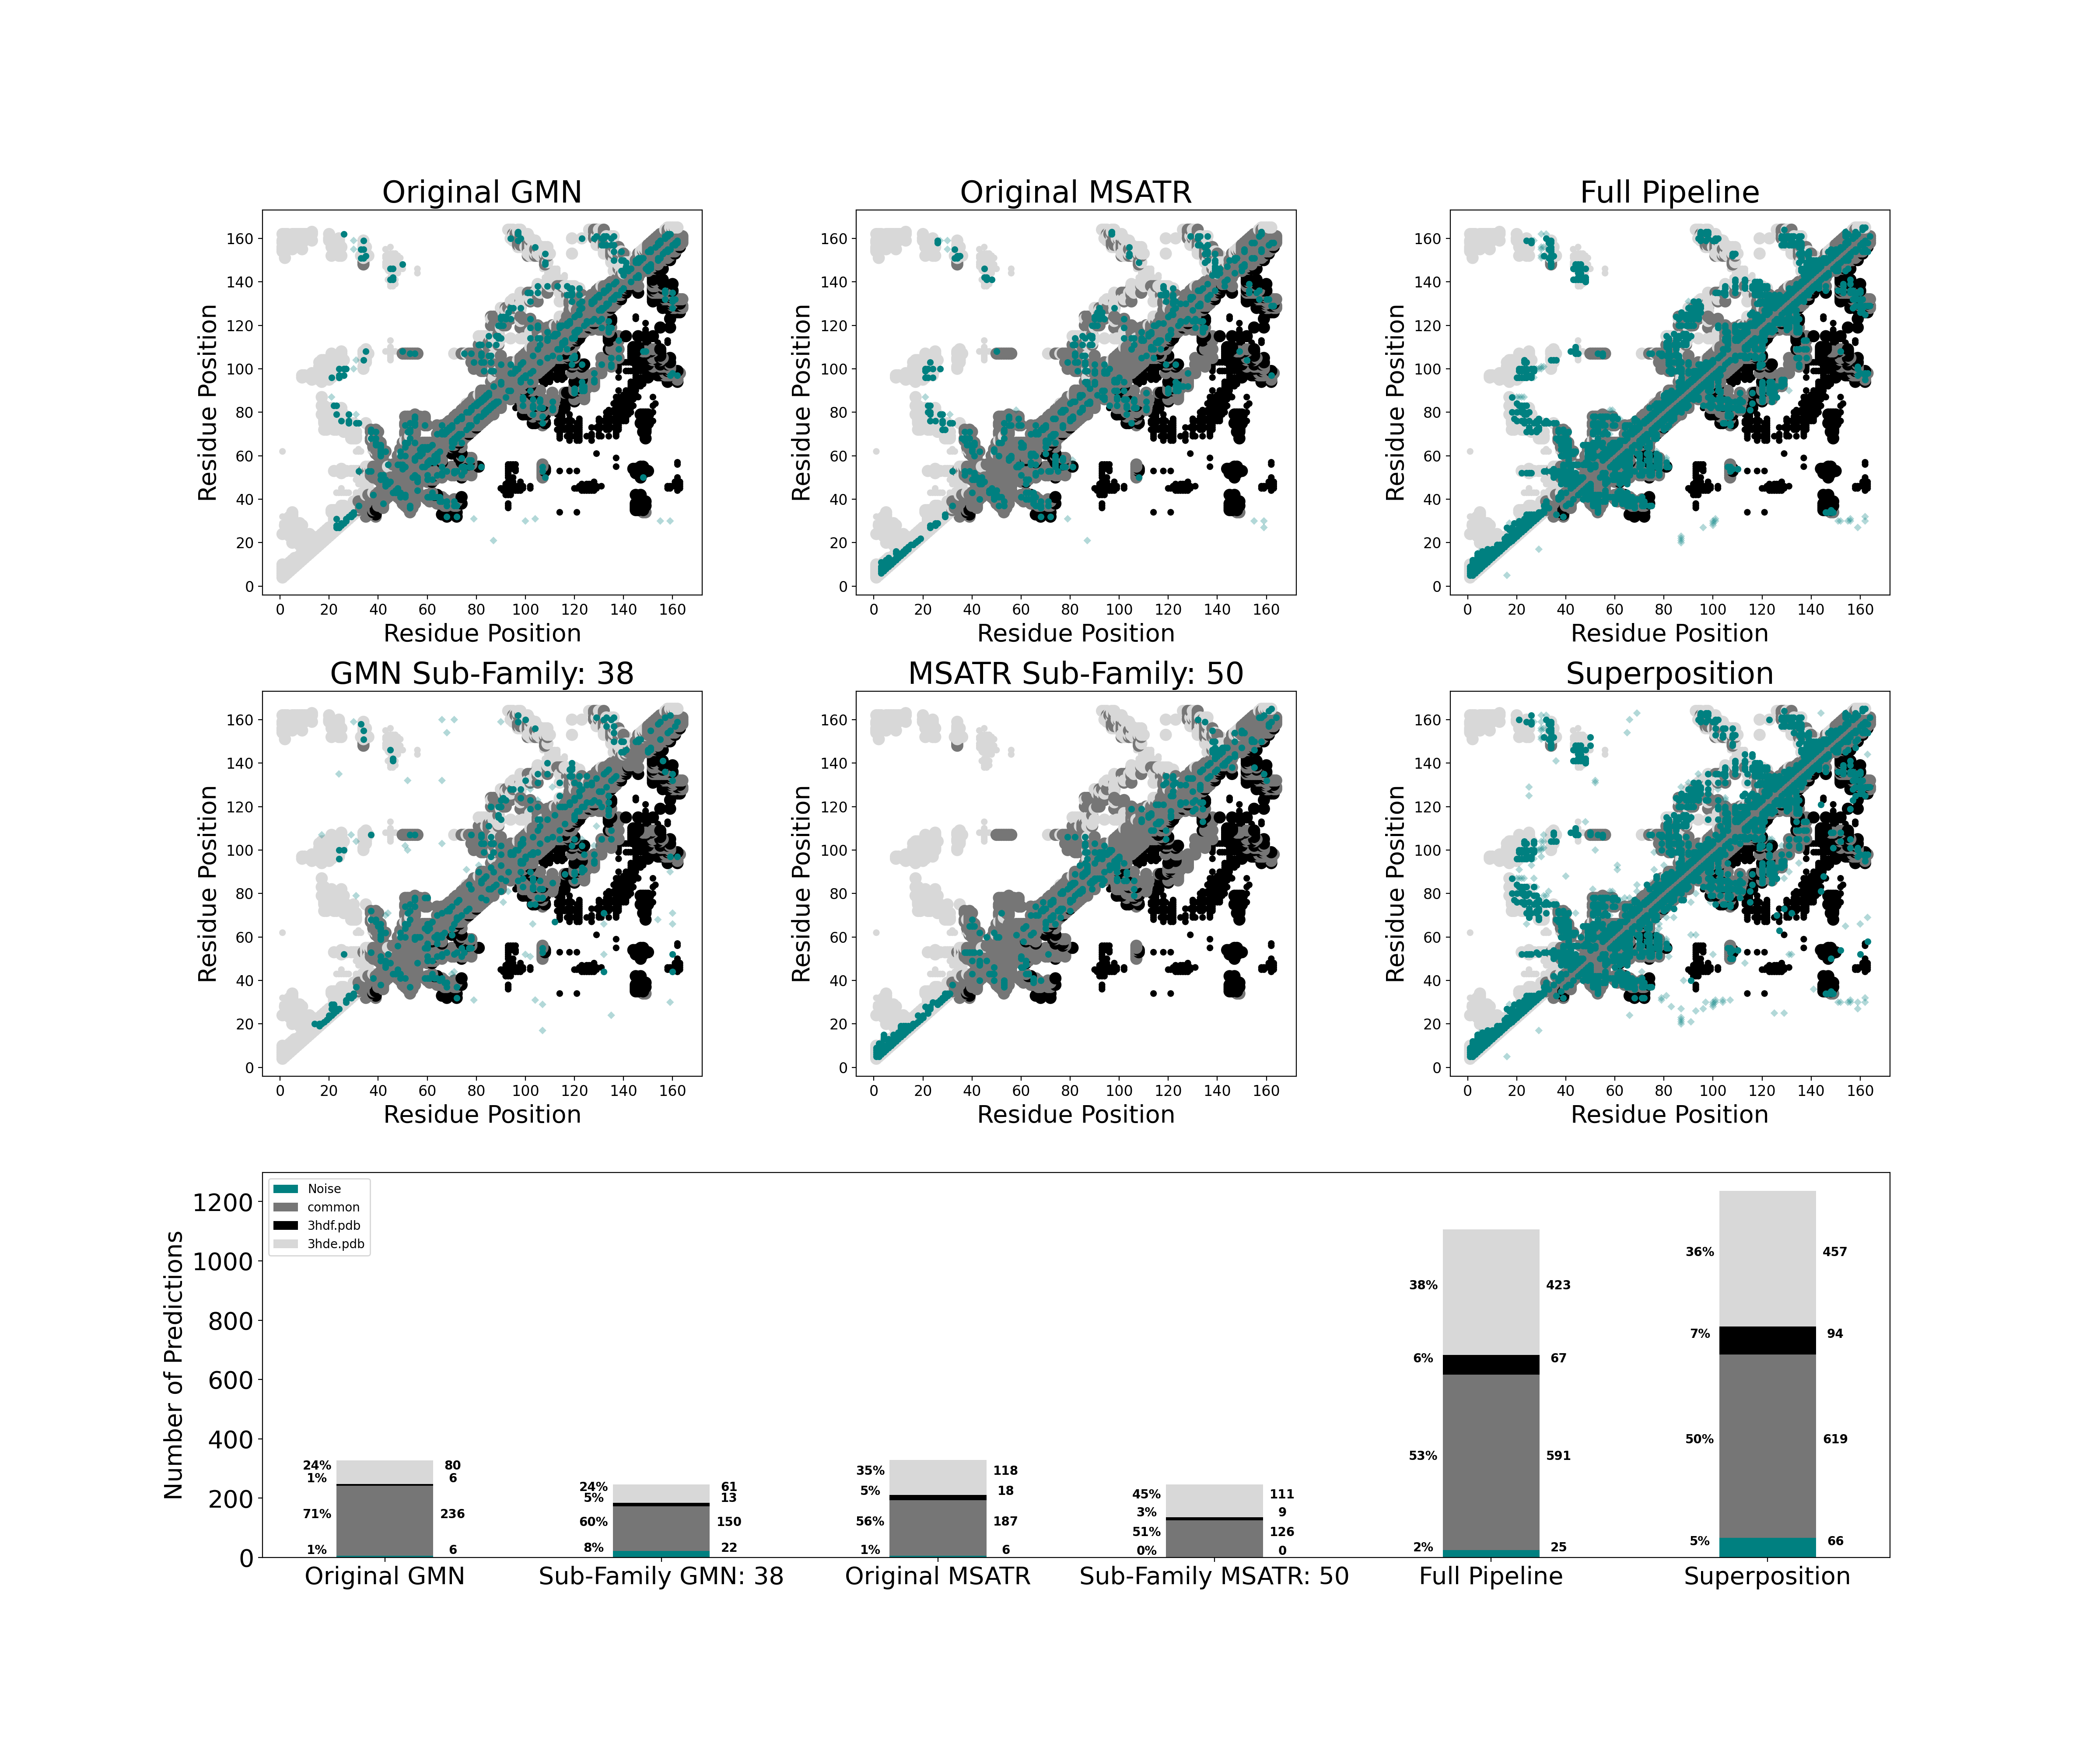 Original GMN
Original MSATR
Full Pipeline
Residue Position
160
140
120
100
80
60
40
20
0
0 20 40 60 80 100 120 140 160
Residue Position
Residue Position
160
140
120
100
80
60
40
20
0
0 20 40 60 80 100 120 140 160
Residue Position
Residue Position
160
140
120
100
80
60
40
20
0
0 20 40 60 80 100 120 140 160
Residue Position
GMN Sub-Family: 38
MSATR Sub-Family: 50
Superposition
Residue Position
160
140
120
100
80
60
40
20
0
0 20 40 60 80 100 120 140 160
Residue Position
Residue Position
160
140
120
100
80
60
40
20
0
0 20 40 60 80 100 120 140 160
Residue Position
Residue Position
160
140
120
100
80
60
40
20
0
0 20 40 60 80 100 120 140 160
Residue Position
Number of Predictions
1200
1000
800
600
400
200
0
Noise
common
3hdf.pdb
3hde.pdb
24% 80
1% 6
71% 236
1% 6
24% 61
5% 13
60% 150
8% 22
35% 118
5% 18
56% 187
1% 6
45% 111
3% 9
51% 126
0% 0
38% 423
6% 67
53% 591
2% 25
36% 457
7% 94
50% 619
5% 66
Original GMN
Sub-Family GMN: 38
Original MSATR
Sub-Family MSATR: 50
Full Pipeline
Superposition